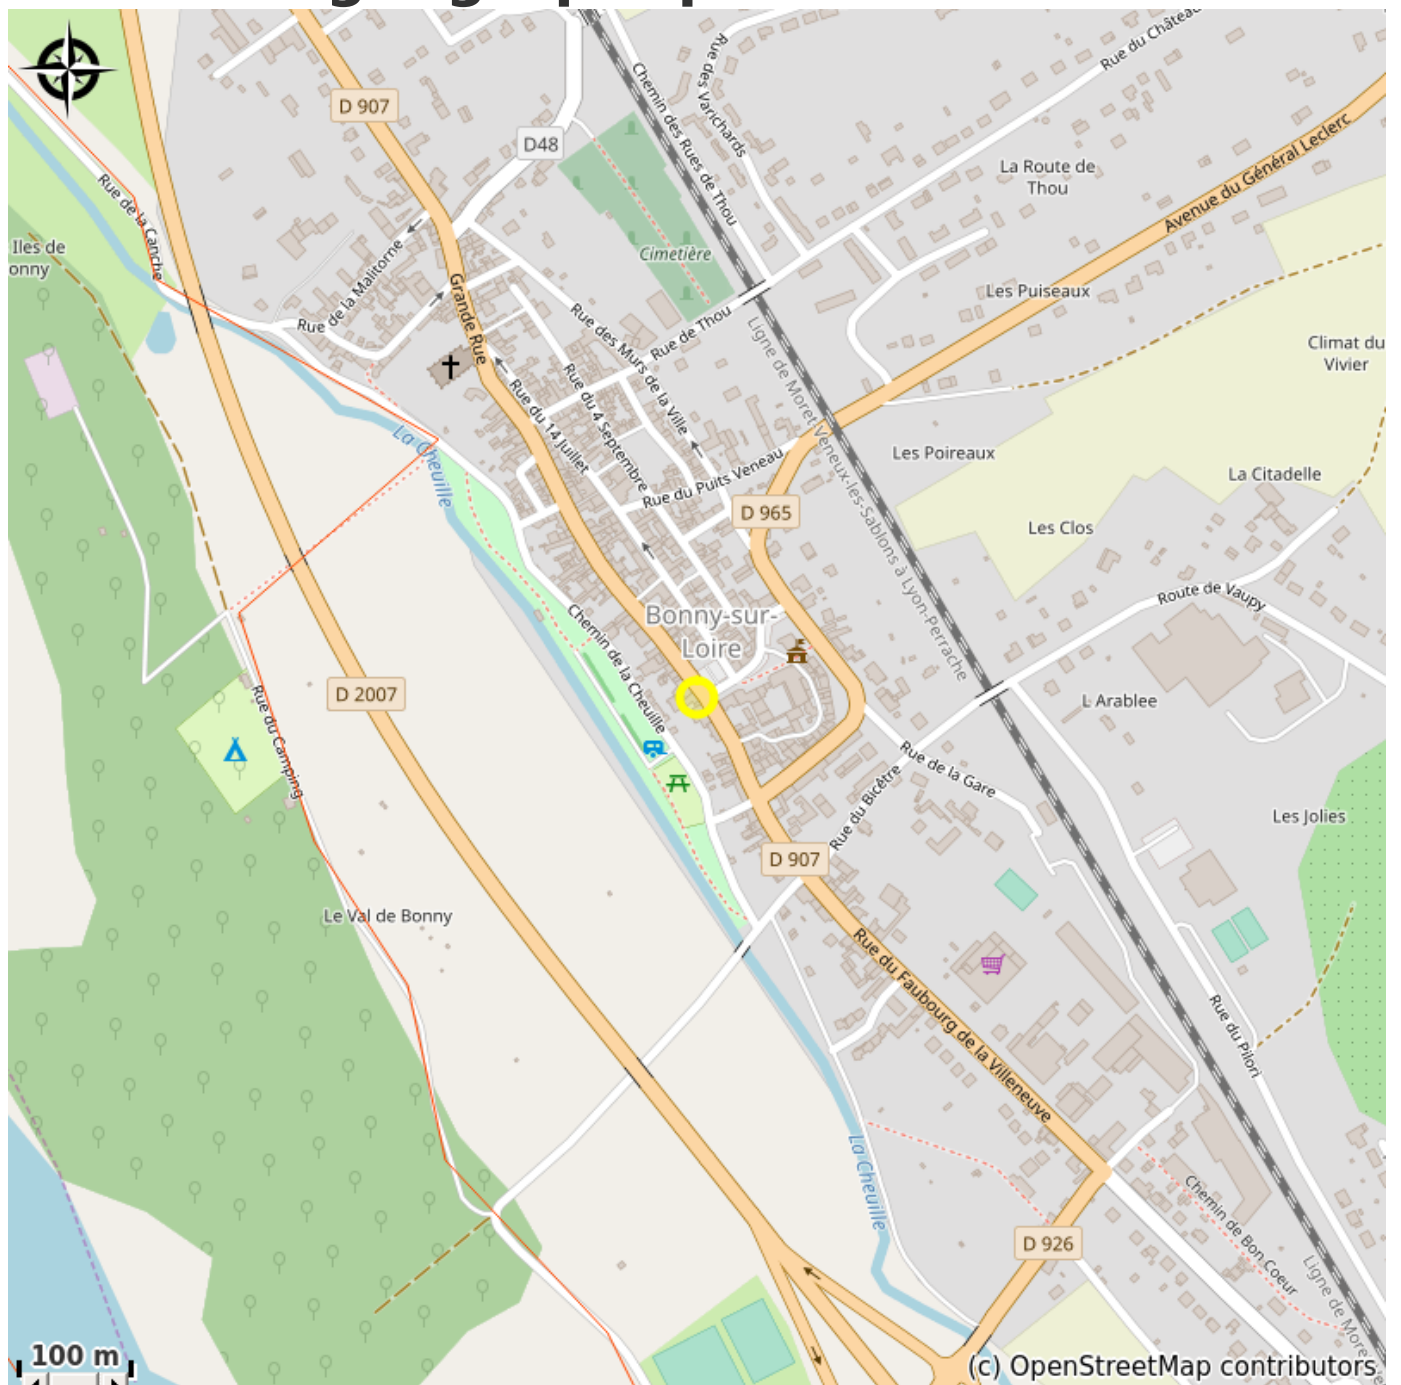 Rue du Château
Rue des Varichards
Chemin des Rues de Thou
D 907
D48
Avenue du Général Leclerc
La Route de
Thou
Rue de la Canche
Iles de
onny
Cimetière
Rue de la Malitorne
Grande Rue
Les Puiseaux
Rue des Murs de la Ville
Rue de Thou
Ligne de Moret-Veneux-les-Sablons à Lyon-Perrache
Climat du
Vivier
Rue du 14 Juillet
Rue du 4 Septembre
La Cheuille
Les Poireaux
La Citadelle
Rue du Puits Veneau
D 965
Les Clos
Route de Vaupy
Bonny-sur-
Loire
Chemin de la Cheuille
D 2007
Rue du Camping
L Arablee
Rue de la Gare
Rue du Bicêtre
Les Jolies
D 907
Le Val de Bonny
Rue du Faubourg de la Villeneuve
Rue du Pilori
La Cheuille
Chemin de Bon Coeur
D 926
Ligne de More
100 m
(c) OpenStreetMap contributors